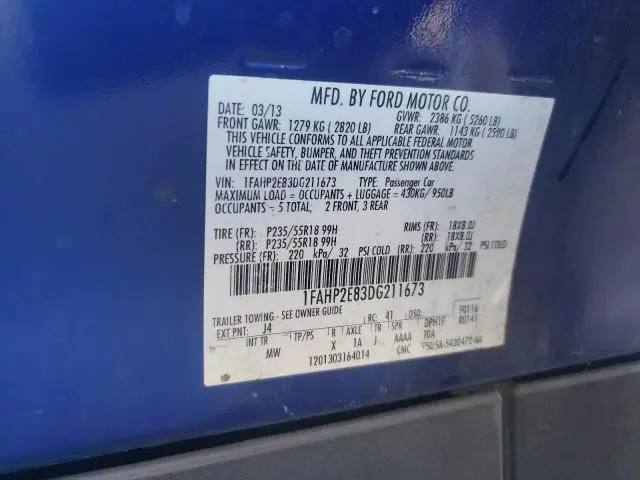 MFD. BY FORD MOTOR CO.
DATE: 03/13 GVWR: 2386 KG ( 5260 LB)
FRONT GAWR: 1279 KG ( 2820 LB) REAR GAWR: 1143 KG ( 2520 LB)
THIS VEHICLE CONFORMS TO ALL APPLICABLE FEDERAL MOTOR
VEHICLE SAFETY, BUMPER, AND THEFT PREVENTION STANDARDS
IN EFFECT ON THE DATE OF MANUFACTURE SHOWN ABOVE.
VIN: 1FAHP2E83DG211673 TYPE: Passenger Car
MAXIMUM LOAD = OCCUPANTS + LUGGAGE = 430KG/ 950LB
OCCUPANTS = 5 TOTAL; 2 FRONT, 3 REAR
TIRE (FR): P235/55R18 99H RIMS (FR): 18X8.0J
(RR): P235/55R18 99H (RR): 18X8.0J
PRESSURE (FR): 220 kPa/ 32 PSI COLD (RR): 220 kPa/ 32 PSI COLD
1FAHP2E83DG211673
TRAILER TOWING - SEE OWNER GUIDE
EXT PNT: J4 RC: 41 DSO: F0116
INT TR TP/PS R AXLE TR SPR DPH1F R0141
MW X 1A J AAAA TOA
T201303164014 CMC